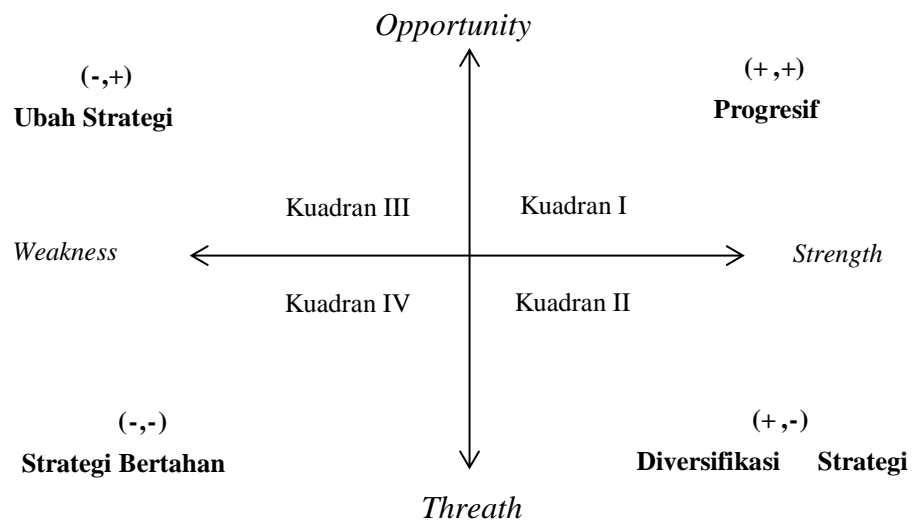 Opportunity
(-,+)
(+ ,+)
Ubah Strategi
Progresif
Kuadran III
Kuadran I
Weakness
Strength
Kuadran IV
Kuadran II
(-,-)
(+ ,-)
Strategi Bertahan
Diversifikasi Strategi
Threath